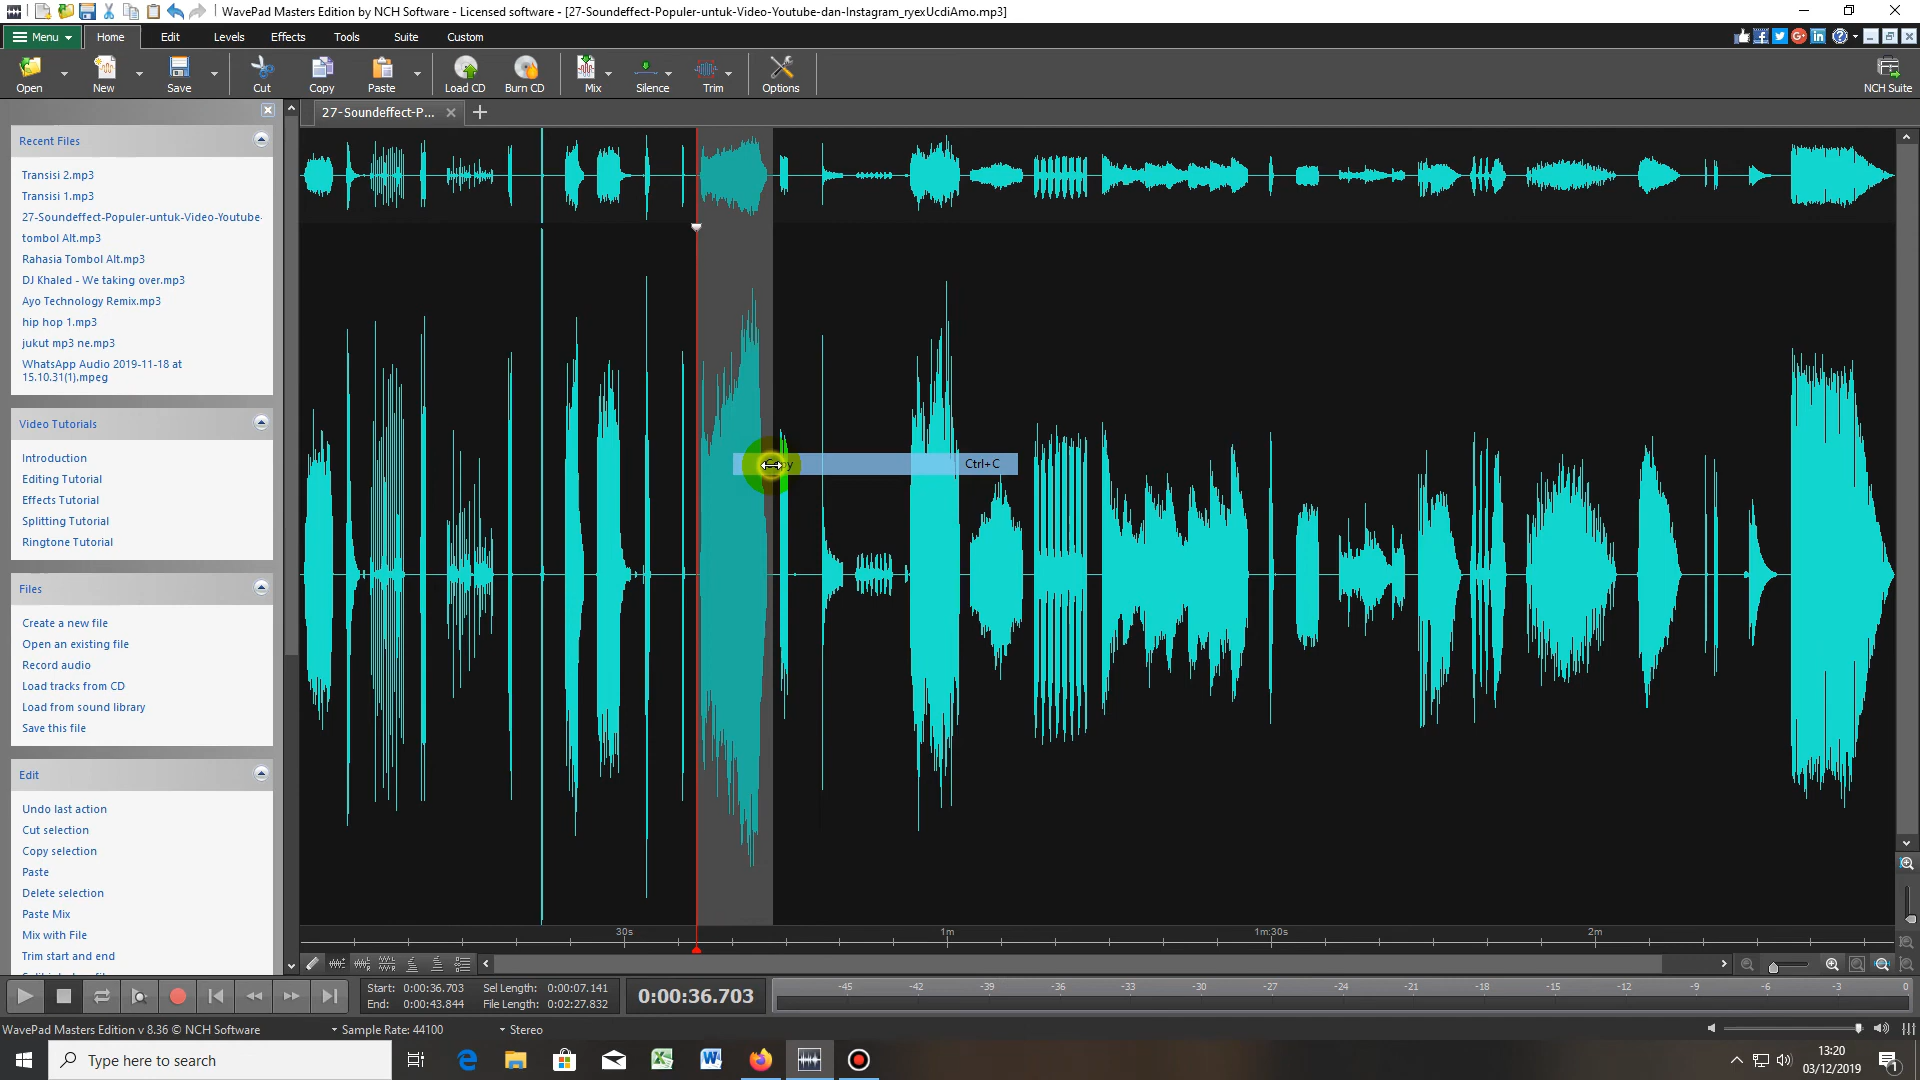 WavePad Masters Edition by NCH Software - Licensed software - [27-Soundeffect-Populer-untuk-Video-Youtube-dan-Instagram_ryexUcdiAmo.mp3]
Menu Home Edit Levels Effects Tools Suite Custom
Open New Save Cut Copy Paste Load CD Burn CD Mix Silence Trim Options NCH Suite
27-Soundeffect-P...
Recent Files
Transisi 2.mp3
Transisi 1.mp3
27-Soundeffect-Populer-untuk-Video-Youtube-
tombol Alt.mp3
Rahasia Tombol Alt.mp3
DJ Khaled - We taking over.mp3
Ayo Technology Remix.mp3
hip hop 1.mp3
jukut mp3 ne.mp3
WhatsApp Audio 2019-11-18 at
15.10.31(1).mpeg
Video Tutorials
Introduction
Editing Tutorial
Effects Tutorial
Splitting Tutorial
Ringtone Tutorial
Files
Create a new file
Open an existing file
Record audio
Load tracks from CD
Load from sound library
Save this file
Edit
Undo last action
Cut selection
Copy selection
Paste
Delete selection
Paste Mix
Mix with File
Trim start and end
Ctrl+C
30s 1m 1m:30s 2m
Start: 0:00:36.703 Sel Length: 0:00:07.141
End: 0:00:43.844 File Length: 0:02:27.832
0:00:36.703
-45 -42 -39 -36 -33 -30 -27 -24 -21 -18 -15 -12 -9 -6 -3 0
WavePad Masters Edition v 8.36 © NCH Software Sample Rate: 44100 Stereo
Type here to search
13:20
03/12/2019
1